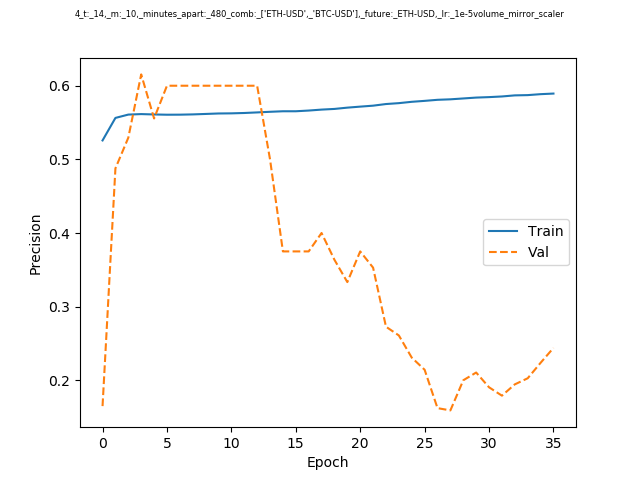 4_t:_14,_m:_10,_minutes_apart:_480_comb:_['ETH-USD',_'BTC-USD'],_future:_ETH-USD,_lr:_1e-5volume_mirror_scaler
0.6
0.5
0.4
0.3
0.2
Precision
Train
Val
0 5 10 15 20 25 30 35
Epoch